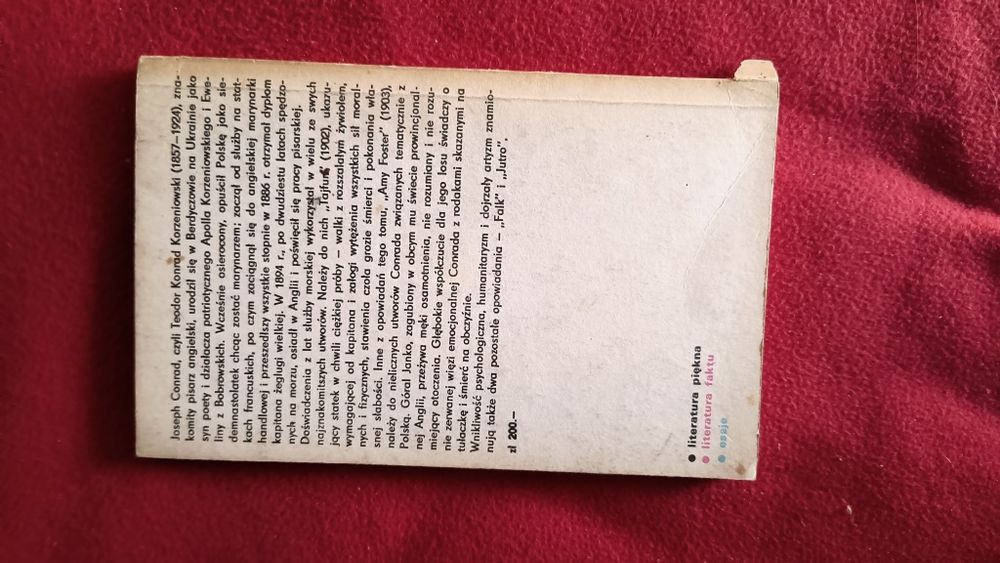 Joseph Conrad, czyli Teodor Konrad Korzeniowski (1857–1924), zna-
komity pisarz angielski, urodził się w Berdyczowie na Ukrainie jako
syn poety i działacza patriotycznego Apolla Korzeniowskiego i Ewe-
liny z Bobrowskich. Wcześnie osierocony, opuścił Polskę jako sie-
demnastolatek chcąc zostać marynarzem; zaczął od służby na stat-
kach francuskich, po czym zaciągnął się do angielskiej marynarki
handlowej i przeszedłszy wszystkie stopnie w 1886 r. otrzymał dyplom
kapitana żeglugi wielkiej. W 1894 r., po dwudziestu latach spędzo-
nych na morzu, osiadł w Anglii i poświęcił się pracy pisarskiej.
Doświadczenia z lat służby morskiej wykorzystał w wielu ze swych
najznakomitszych utworów. Należy do nich „Tajfun” (1902), ukazu-
jący statek w chwili ciężkiej próby – walki z rozszalałym żywiołem,
wymagającej od kapitana i załogi wytężenia wszystkich sił moral-
nych i fizycznych, stawienia czoła grozie śmierci i pokonania wła-
snej słabości. Inne z opowiadań tego tomu, „Amy Foster” (1903),
należy do nielicznych utworów Conrada związanych tematycznie z
Polską. Góral Janko, zagubiony w obcym mu świecie prowincjonal-
nej Anglii, przeżywa męki osamotnienia, nie rozumiany i nie rozu-
miejący otoczenia. Głębokie współczucie dla jego losu świadczy o
nie zerwanej więzi emocjonalnej Conrada z rodakami skazanymi na
tułaczkę i śmierć na obczyźnie.
Wnikliwość psychologiczna, humanitaryzm i dojrzały artyzm znamio-
nują także dwa pozostałe opowiadania – „Falk” i „Jutro”.
zł 200.–
● literatura piękna
● literatura faktu
● eseje